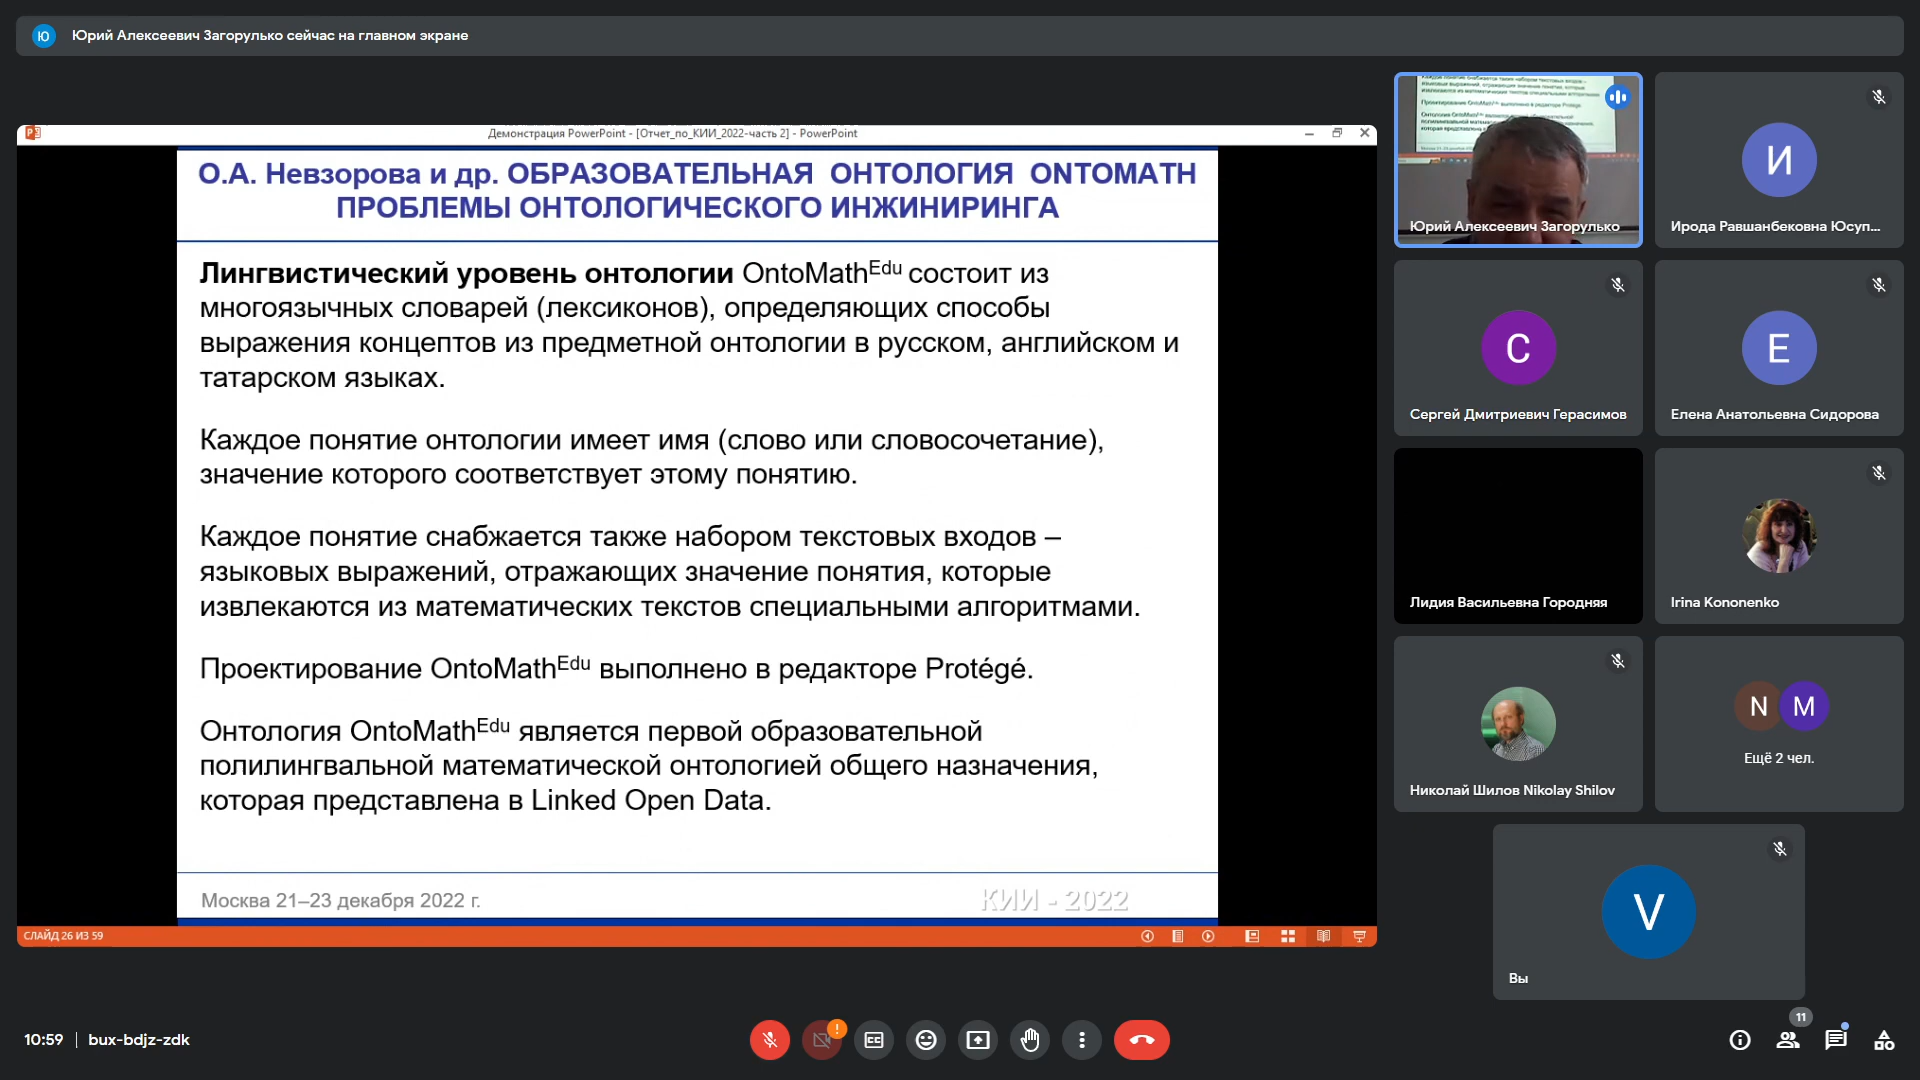 Ю
Юрий Алексеевич Загорулько сейчас на главном экране
Демонстрация PowerPoint - [Отчет_по_КИИ_2022-часть 2] - PowerPoint
О.А. Невзорова и др. ОБРАЗОВАТЕЛЬНАЯ ОНТОЛОГИЯ ONTOMATH
ПРОБЛЕМЫ ОНТОЛОГИЧЕСКОГО ИНЖИНИРИНГА
Лингвистический уровень онтологии OntoMathEdu состоит из
многоязычных словарей (лексиконов), определяющих способы
выражения концептов из предметной онтологии в русском, английском и
татарском языках.
Каждое понятие онтологии имеет имя (слово или словосочетание),
значение которого соответствует этому понятию.
Каждое понятие снабжается также набором текстовых входов –
языковых выражений, отражающих значение понятия, которые
извлекаются из математических текстов специальными алгоритмами.
Проектирование OntoMathEdu выполнено в редакторе Protégé.
Онтология OntoMathEdu является первой образовательной
полилингвальной математической онтологией общего назначения,
которая представлена в Linked Open Data.
Москва 21–23 декабря 2022 г.
КИИ - 2022
СЛАЙД 26 ИЗ 59
Юрий Алексеевич Загорулько
И
Ирода Равшанбековна Юсуп...
С
Сергей Дмитриевич Герасимов
Е
Елена Анатольевна Сидорова
Лидия Васильевна Городняя
Irina Kononenko
Николай Шилов Nikolay Shilov
N
M
Ещё 2 чел.
V
Вы
10:59
bux-bdjz-zdk
CC
11